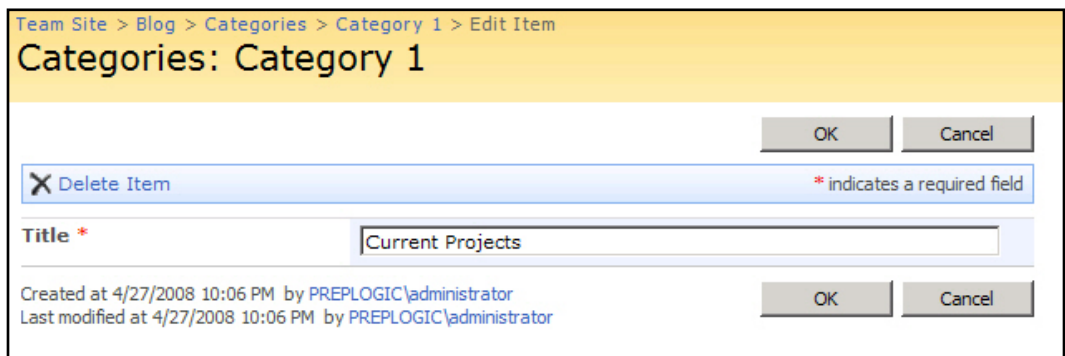 Team Site > Blog > Categories > Category 1 > Edit Item
Categories: Category 1
OK Cancel
Delete Item * indicates a required field
Title * Current Projects
Created at 4/27/2008 10:06 PM by PREPLOGIC\administrator
Last modified at 4/27/2008 10:06 PM by PREPLOGIC\administrator
OK Cancel